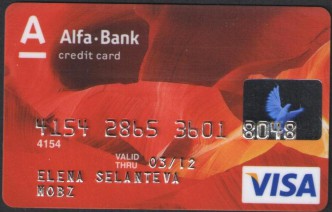 A Alfa·Bank
credit card
4154 2865 3601 8048
4154
VALID THRU 03/12
ELENA SELANTEVA
MOBZ
VISA